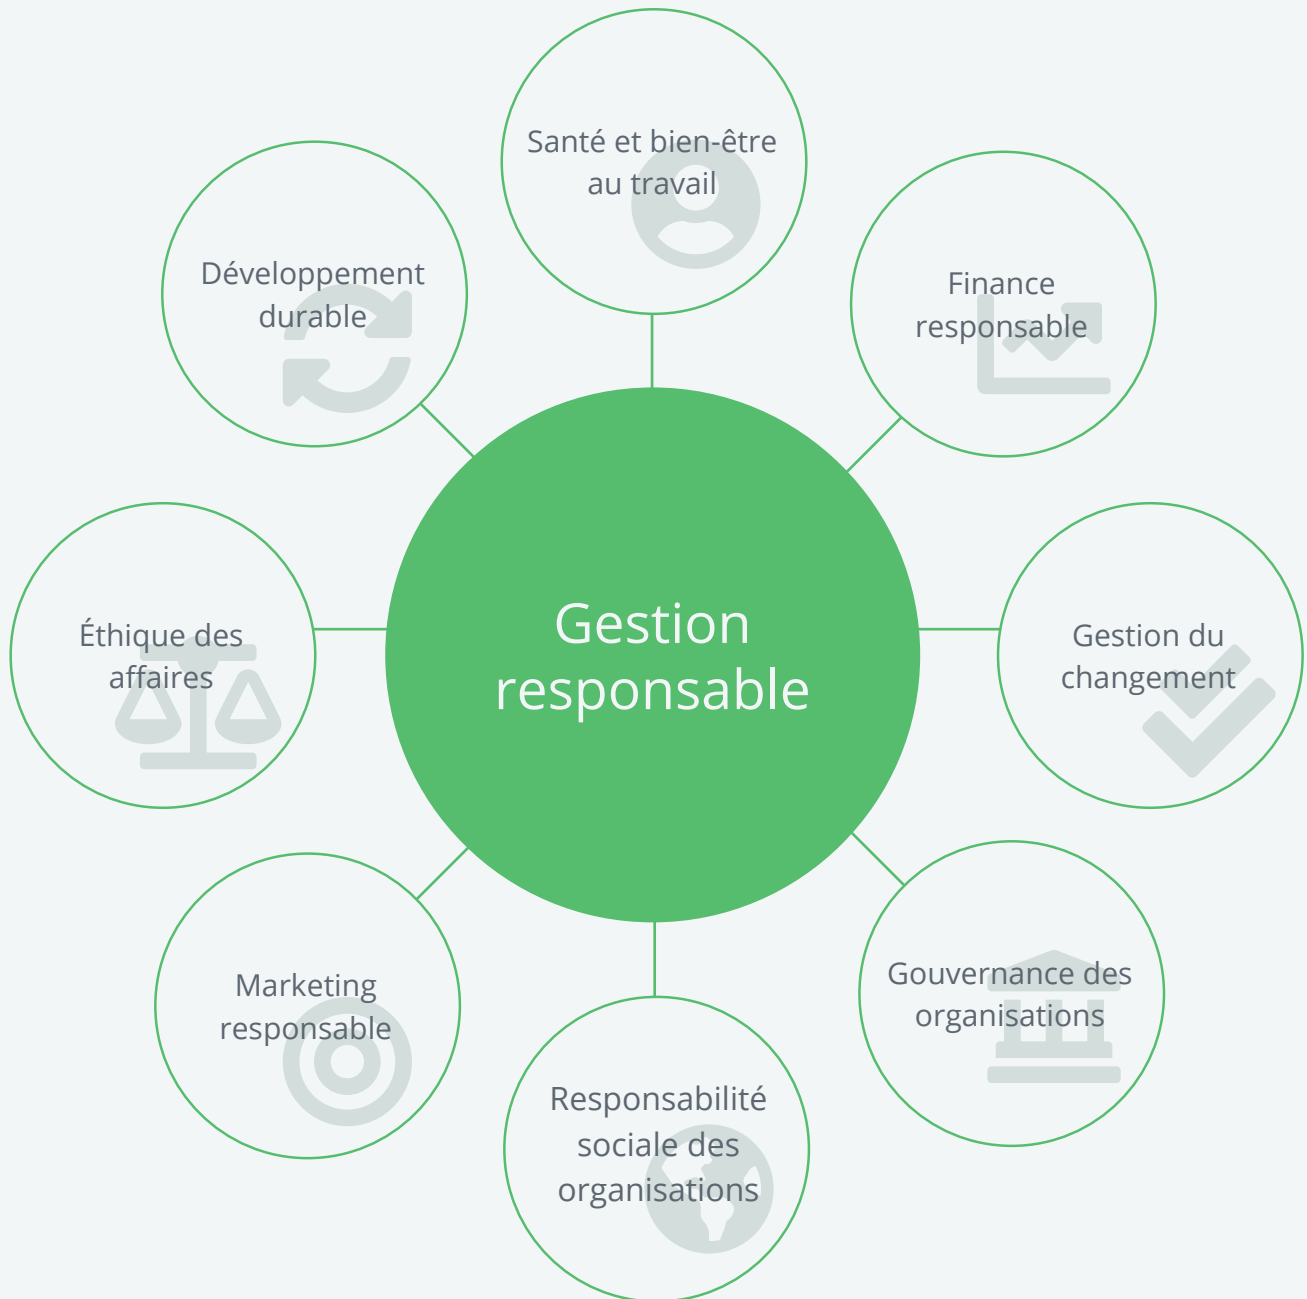 Santé et bien-être
au travail
Développement
durable
Finance
responsable
Éthique des
affaires
Gestion
responsable
Gestion du
changement
Marketing
responsable
Gouvernance des
organisations
Responsabilité
sociale des
organisations